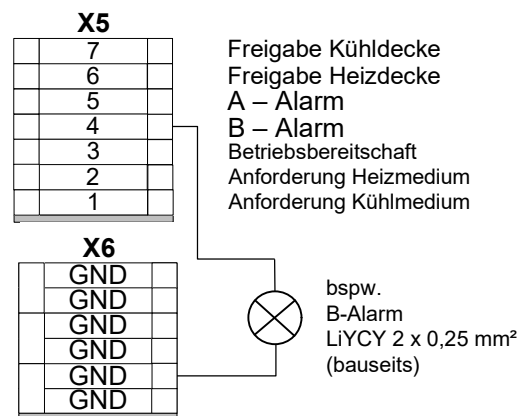 X5
7 Freigabe Kühldecke
6 Freigabe Heizdecke
5 A – Alarm
4 B – Alarm
3 Betriebsbereitschaft
2 Anforderung Heizmedium
1 Anforderung Kühlmedium
X6
GND
GND
GND
GND
GND
GND
bspw.
B-Alarm
LiYCY 2 x 0,25 mm²
(bauseits)